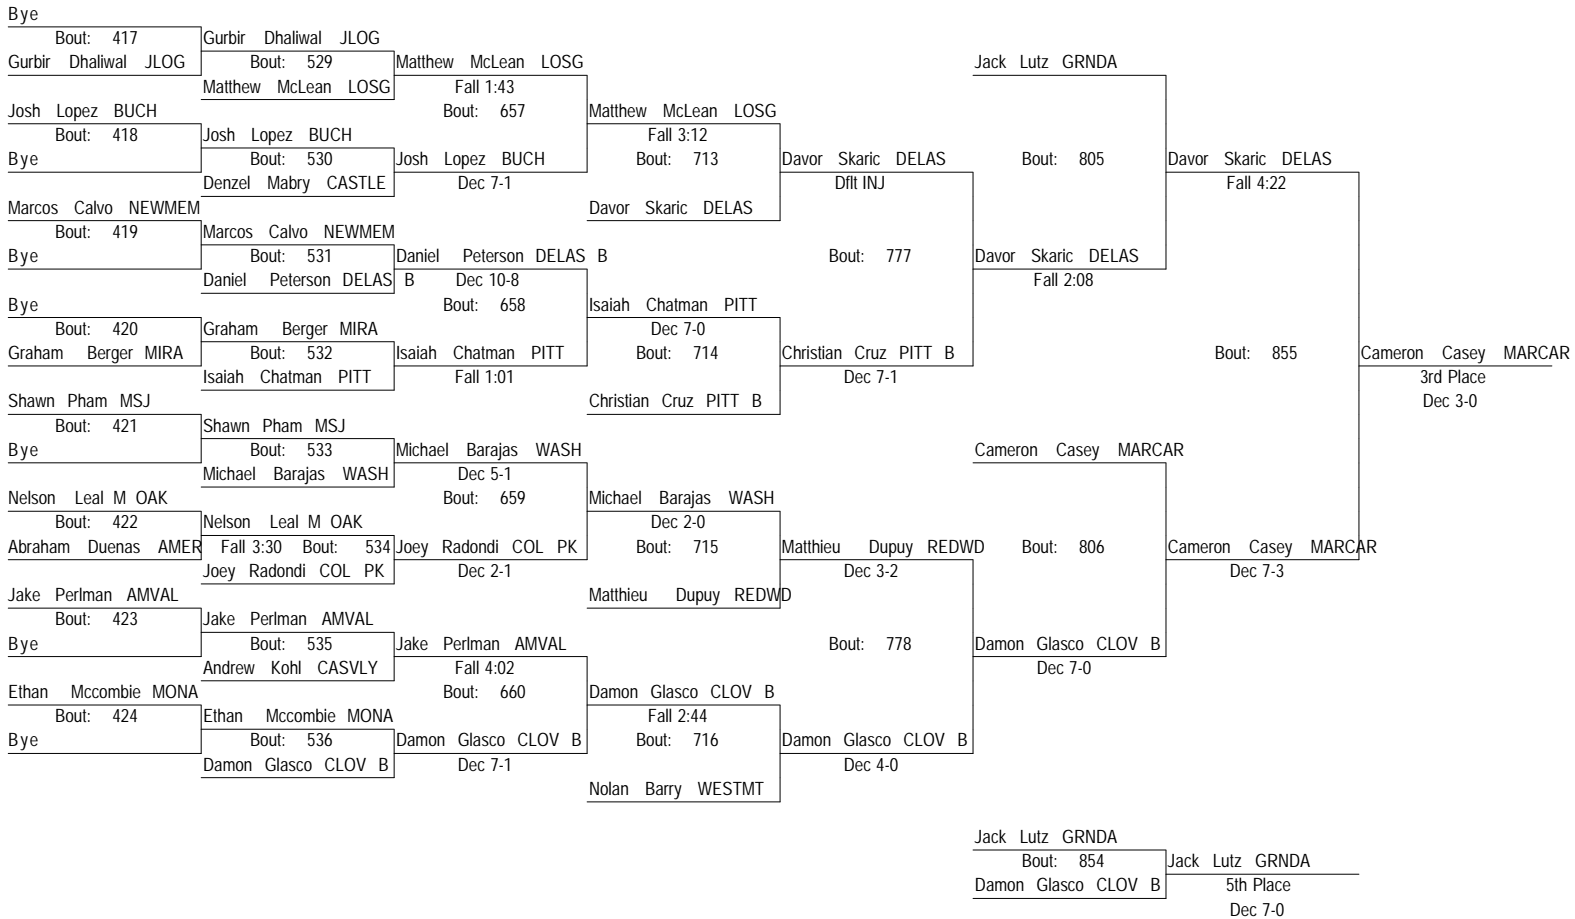 Bye
Bout: 417
Gurbir Dhaliwal JLOG
Gurbir Dhaliwal JLOG
Bout: 529
Matthew McLean LOSG
Matthew McLean LOSG
Fall 1:43
Bout: 657
Josh Lopez BUCH
Bout: 418
Bye
Josh Lopez BUCH
Bout: 530
Denzel Mabry CASTLE
Josh Lopez BUCH
Dec 7-1
Matthew McLean LOSG
Fall 3:12
Bout: 713
Davor Skaric DELAS
Davor Skaric DELAS
Dflt INJ
Bout: 777
Marcos Calvo NEWMEM
Bout: 419
Bye
Marcos Calvo NEWMEM
Bout: 531
Daniel Peterson DELAS B
Daniel Peterson DELAS B
Dec 10-8
Bout: 658
Bye
Bout: 420
Graham Berger MIRA
Graham Berger MIRA
Bout: 532
Isaiah Chatman PITT
Isaiah Chatman PITT
Fall 1:01
Isaiah Chatman PITT
Dec 7-0
Bout: 714
Christian Cruz PITT B
Christian Cruz PITT B
Dec 7-1
Jack Lutz GRNDA
Bout: 805
Davor Skaric DELAS
Fall 2:08
Davor Skaric DELAS
Fall 4:22
Bout: 855
Cameron Casey MARCAR
3rd Place
Dec 3-0
Shawn Pham MSJ
Bout: 421
Bye
Shawn Pham MSJ
Bout: 533
Michael Barajas WASH
Michael Barajas WASH
Dec 5-1
Bout: 659
Nelson Leal M OAK
Bout: 422
Abraham Duenas AMER
Nelson Leal M OAK
Fall 3:30 Bout: 534
Joey Radondi COL PK
Joey Radondi COL PK
Dec 2-1
Michael Barajas WASH
Dec 2-0
Bout: 715
Matthieu Dupuy REDWD
Matthieu Dupuy REDWD
Dec 3-2
Bout: 778
Jake Perlman AMVAL
Bout: 423
Bye
Jake Perlman AMVAL
Bout: 535
Andrew Kohl CASVLY
Jake Perlman AMVAL
Fall 4:02
Bout: 660
Ethan Mccombie MONA
Bout: 424
Bye
Ethan Mccombie MONA
Bout: 536
Damon Glasco CLOV B
Damon Glasco CLOV B
Dec 7-1
Damon Glasco CLOV B
Fall 2:44
Bout: 716
Nolan Barry WESTMT
Damon Glasco CLOV B
Dec 4-0
Cameron Casey MARCAR
Bout: 806
Damon Glasco CLOV B
Dec 7-0
Cameron Casey MARCAR
Dec 7-3
Jack Lutz GRNDA
Bout: 854
Damon Glasco CLOV B
Jack Lutz GRNDA
5th Place
Dec 7-0